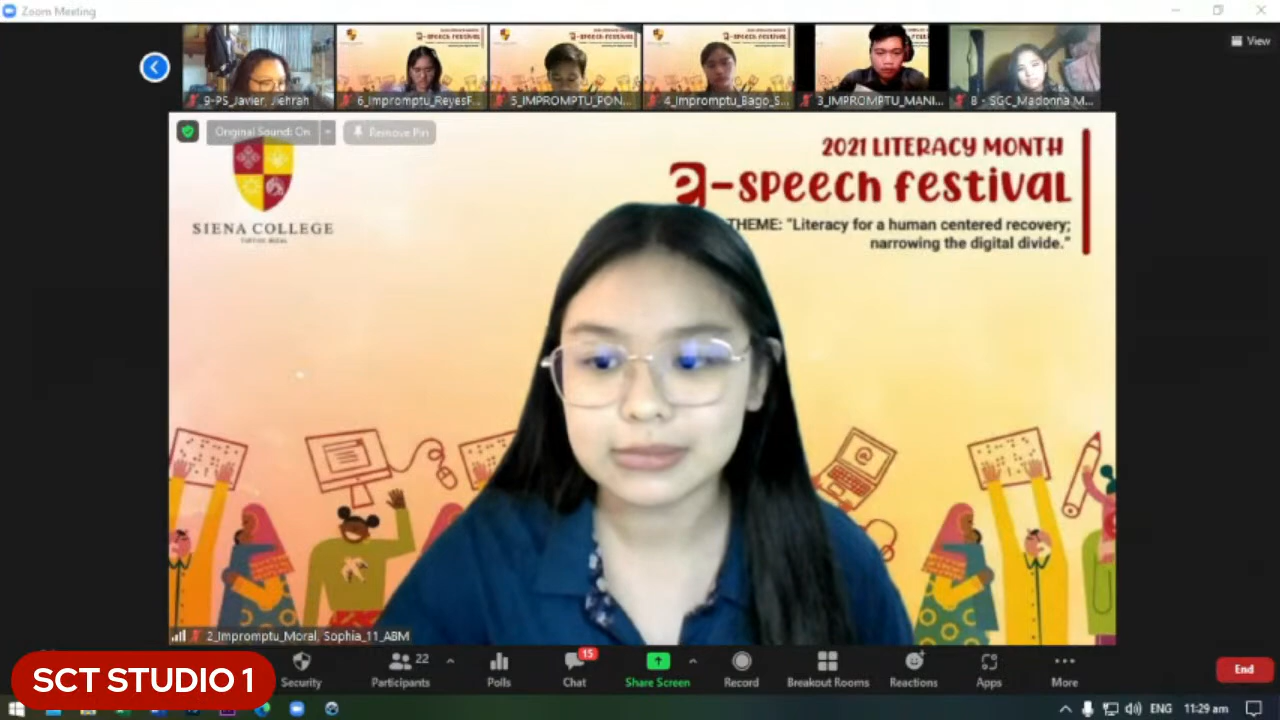 Zoom Meeting
View
9-PS_Javier, Jiehrah
6_Impromptu_ReyesF...
5_IMPROMPTU_PON...
4_Impromptu_Bago_S...
3_IMPROMPTU_MANI...
8 - SGC_Madonna M...
Original Sound: On
Remove Pin
SIENA COLLEGE
2021 LITERACY MONTH
e-SPEECH FESTIVAL
THEME: “Literacy for a human centered recovery;
narrowing the digital divide.”
2_Impromptu_Moral, Sophia_11_ABM
SCT STUDIO 1
Security
Participants
22
Polls
Chat
15
Share Screen
Record
Breakout Rooms
Reactions
Apps
More
End
ENG
11:29 am